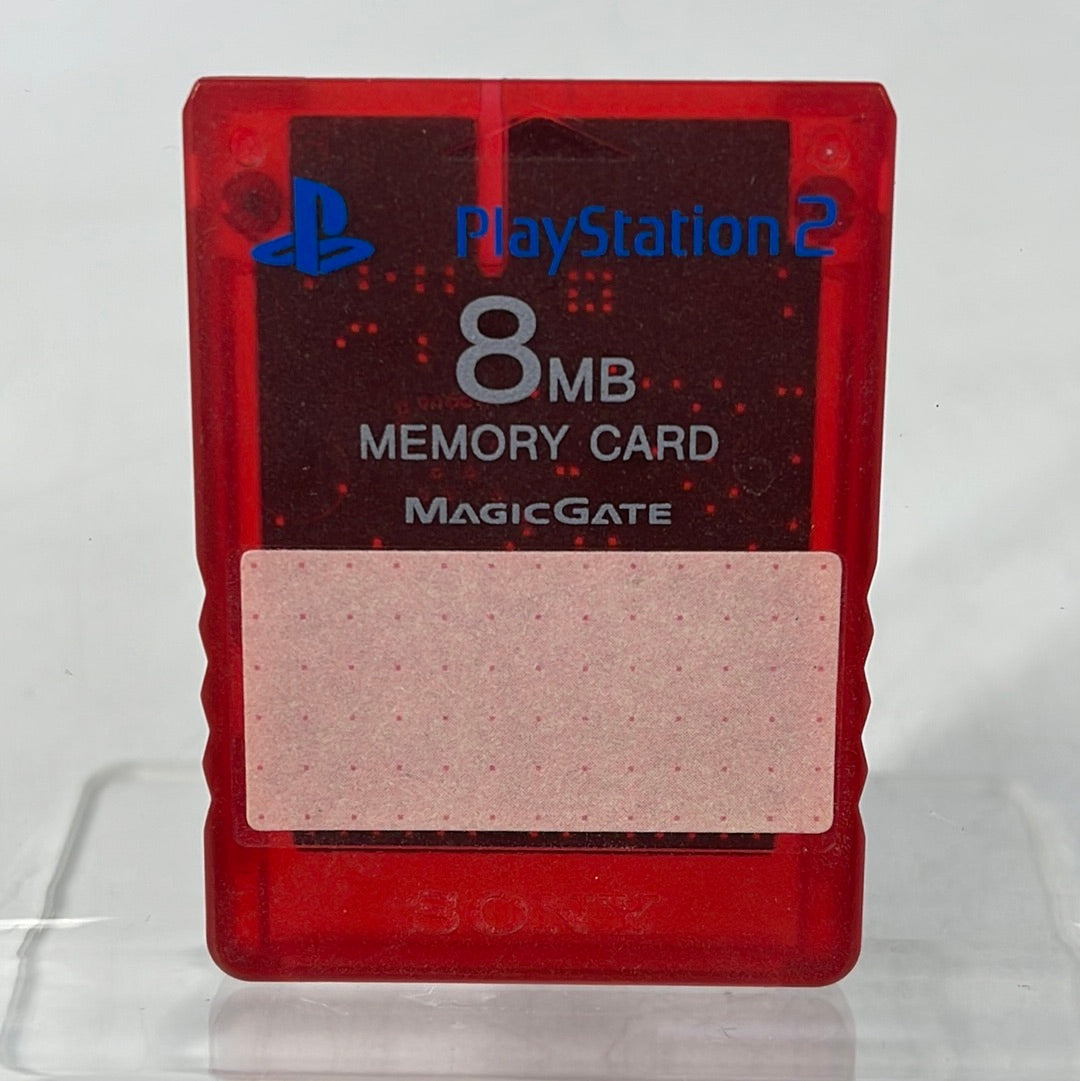 PlayStation 2
8MB
MEMORY CARD
MAGICGATE
SONY